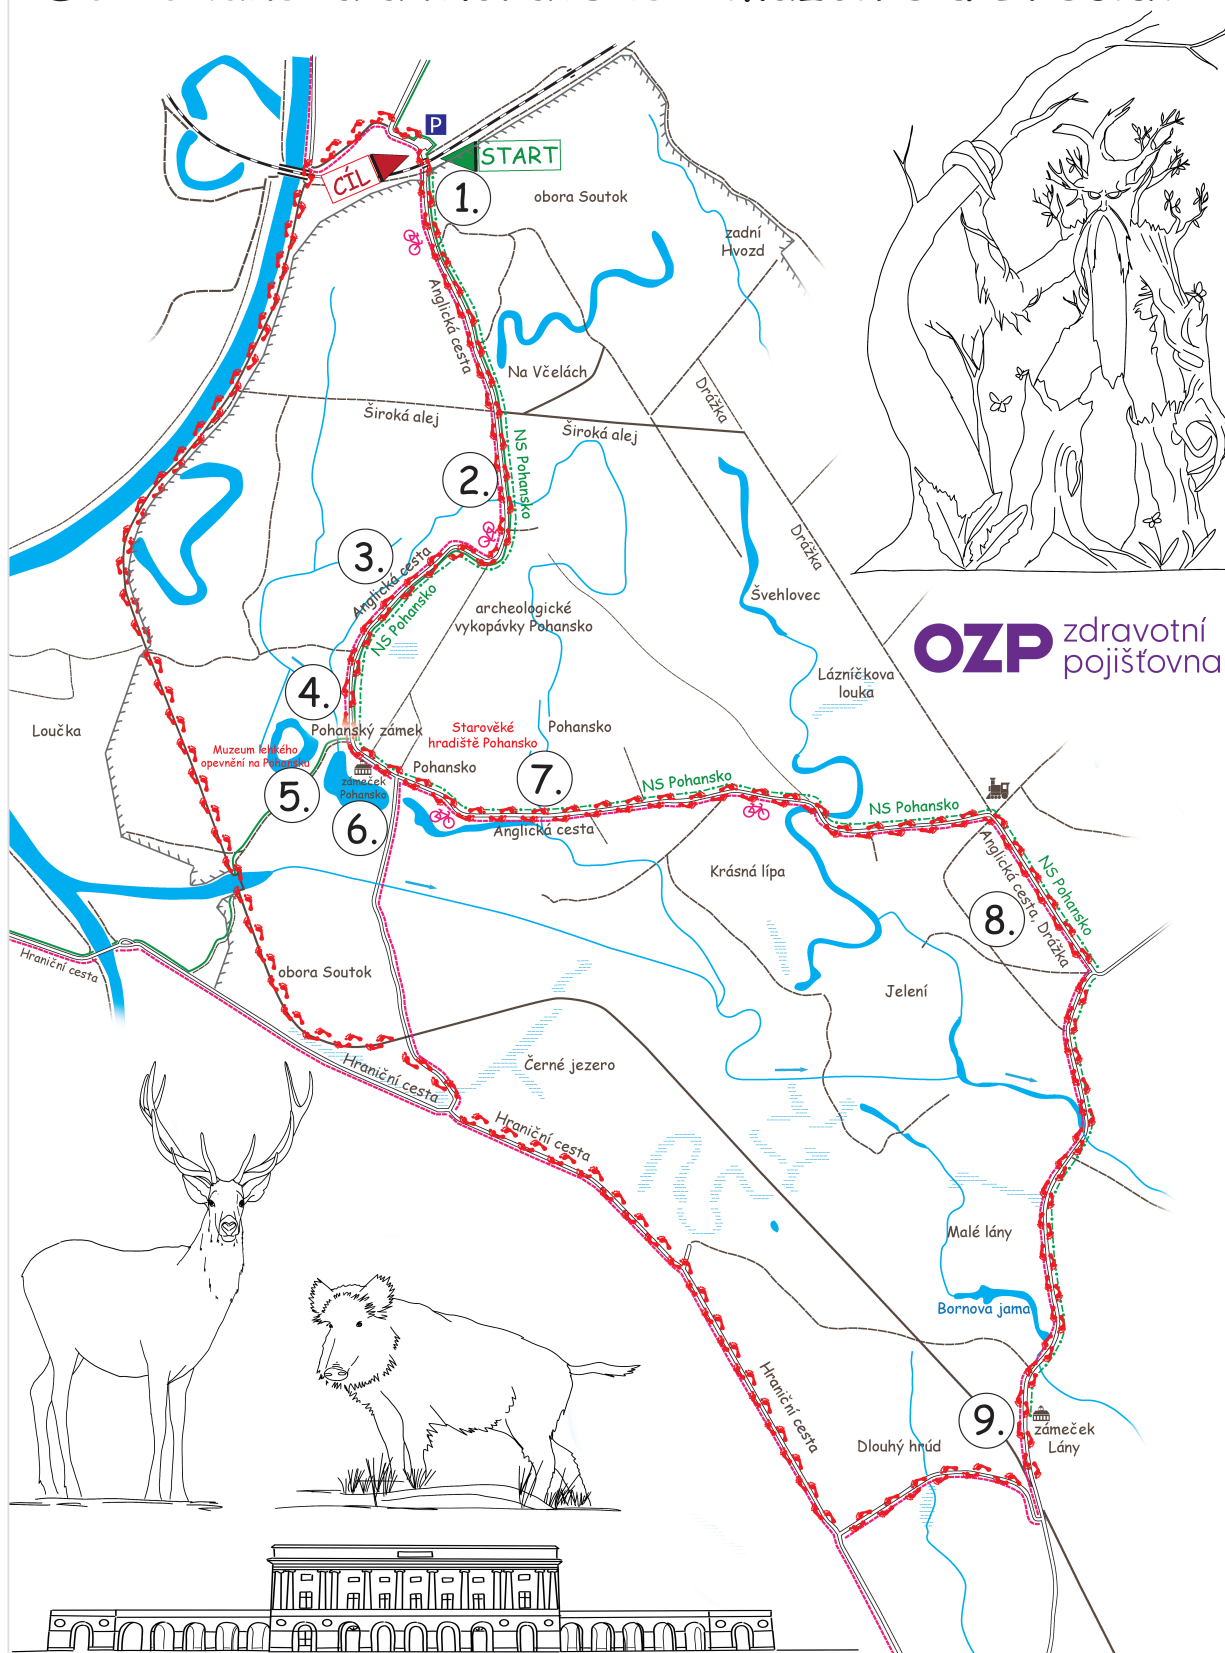 P
START
CÍL
1.
obora Soutok
zadní
Hvozd
Anglická cesta
Na Včelách
Drážka
Široká alej
Široká alej
NS Pohansko
2.
3.
Anglická cesta
NS Pohansko
archeologické
vykopávky Pohansko
Drážka
Švehlovec
OZP zdravotní
pojišťovna
Lázníčkova
louka
4.
Loučka
Pohanský zámek
Starověké
hradiště Pohansko
Pohansko
Muzeum lehkého
opevnění na Pohansku
Pohansko
zámeček
Pohansko
5.
6.
7.
NS Pohansko
NS Pohansko
Anglická cesta
Krásná lípa
Anglická cesta, Drážka
NS Pohansko
8.
Hraniční cesta
obora Soutok
Jelení
Hraniční cesta
Černé jezero
Hraniční cesta
Malé lány
Bornova jama
Hraniční cesta
9.
zámeček
Lány
Dlouhý hrúd